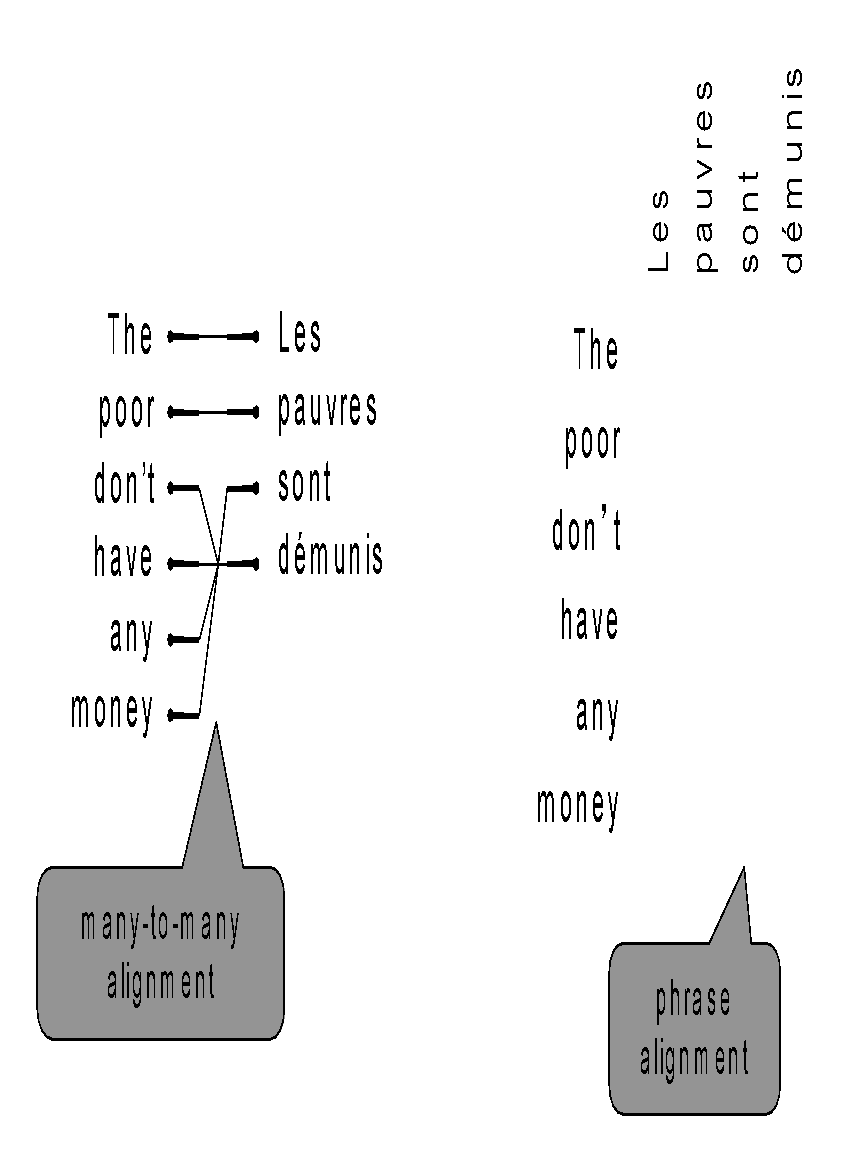 The Les
poor pauvres
don't sont
have démunis
any
money
many-to-many
alignment
Les
pauvres
sont
démunis
The
poor
don't
have
any
money
phrase
alignment